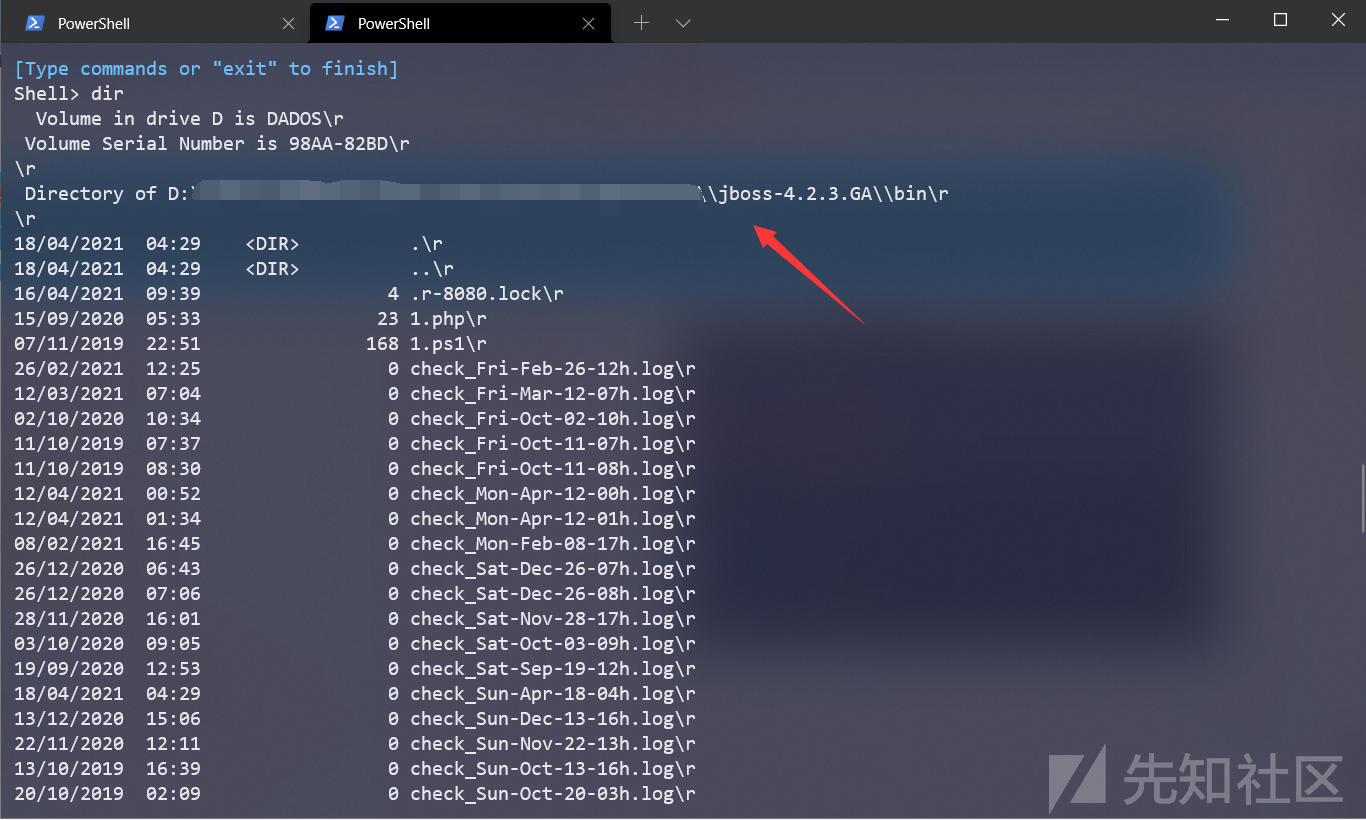 PowerShell PowerShell
[Type commands or "exit" to finish]
Shell> dir
  Volume in drive D is DADOS\r
 Volume Serial Number is 98AA-82BD\r
\r
 Directory of D: \\jboss-4.2.3.GA\\bin\r
\r
18/04/2021  04:29    <DIR>          .\r
18/04/2021  04:29    <DIR>          ..\r
16/04/2021  09:39                 4 .r-8080.lock\r
15/09/2020  05:33                23 1.php\r
07/11/2019  22:51               168 1.ps1\r
26/02/2021  12:25                 0 check_Fri-Feb-26-12h.log\r
12/03/2021  07:04                 0 check_Fri-Mar-12-07h.log\r
02/10/2020  10:34                 0 check_Fri-Oct-02-10h.log\r
11/10/2019  07:37                 0 check_Fri-Oct-11-07h.log\r
11/10/2019  08:30                 0 check_Fri-Oct-11-08h.log\r
12/04/2021  00:52                 0 check_Mon-Apr-12-00h.log\r
12/04/2021  01:34                 0 check_Mon-Apr-12-01h.log\r
08/02/2021  16:45                 0 check_Mon-Feb-08-17h.log\r
26/12/2020  06:43                 0 check_Sat-Dec-26-07h.log\r
26/12/2020  07:06                 0 check_Sat-Dec-26-08h.log\r
28/11/2020  16:01                 0 check_Sat-Nov-28-17h.log\r
03/10/2020  09:05                 0 check_Sat-Oct-03-09h.log\r
19/09/2020  12:53                 0 check_Sat-Sep-19-12h.log\r
18/04/2021  04:29                 0 check_Sun-Apr-18-04h.log\r
13/12/2020  15:06                 0 check_Sun-Dec-13-16h.log\r
22/11/2020  12:11                 0 check_Sun-Nov-22-13h.log\r
13/10/2019  16:39                 0 check_Sun-Oct-13-16h.log\r
20/10/2019  02:09                 0 check_Sun-Oct-20-03h.log\r
先知社区